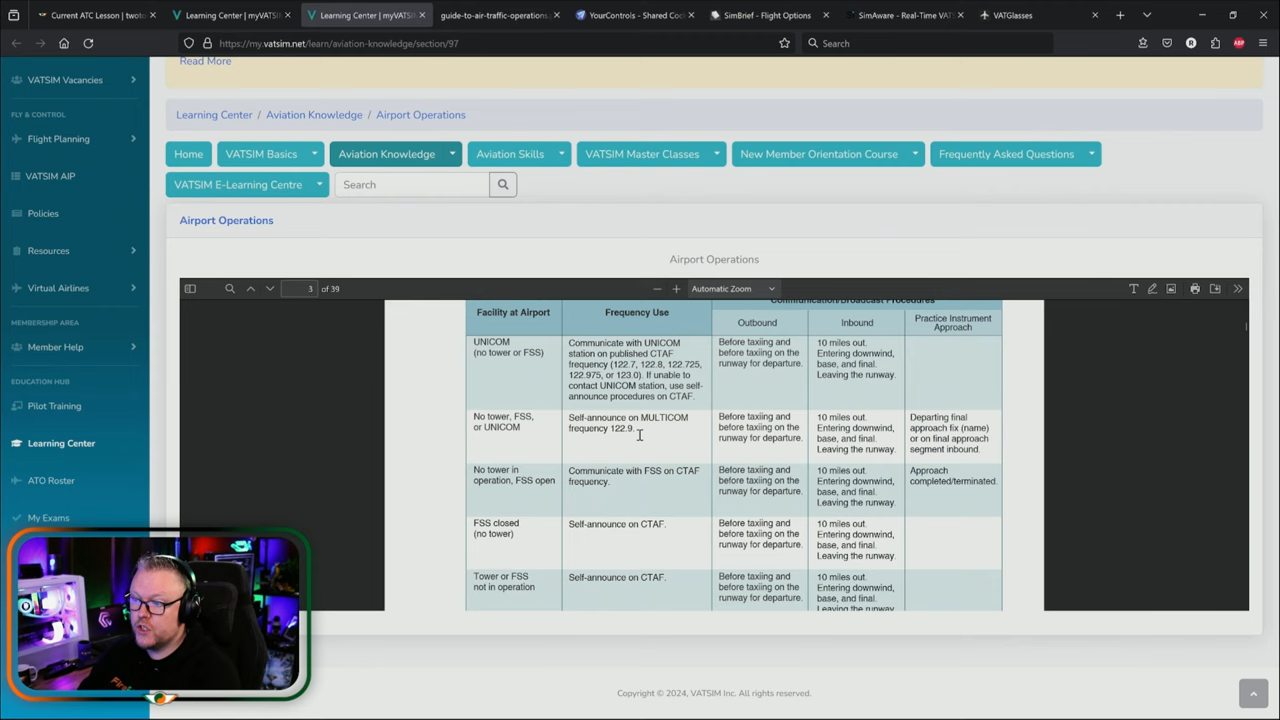 Current ATC Lesson | twoto
Learning Center | myVATSI
Learning Center | myVATSI
guide-to-air-traffic-operations.
YourControls - Shared Coc
SimBrief - Flight Options
SimAware - Real-Time VATS
VATGlasses
https://my.vatsim.net/learn/aviation-knowledge/section/97
Search
VATSIM Vacancies
FLY & CONTROL
Flight Planning
VATSIM AIP
Policies
Resources
Virtual Airlines
MEMBERSHIP AREA
Member Help
EDUCATION HUB
Pilot Training
Learning Center
ATO Roster
My Exams
Read More
Learning Center / Aviation Knowledge / Airport Operations
Home
VATSIM Basics
Aviation Knowledge
Aviation Skills
VATSIM Master Classes
New Member Orientation Course
Frequently Asked Questions
VATSIM E-Learning Centre
Search
Airport Operations
Airport Operations
3 of 39
Automatic Zoom
Communication/Broadcast Procedures
Facility at Airport
Frequency Use
Outbound
Inbound
Practice Instrument
Approach
UNICOM
(no tower or FSS)
Communicate with UNICOM
station on published CTAF
frequency (122.7, 122.8, 122.725,
122.975, or 123.0). If unable to
contact UNICOM station, use self-
announce procedures on CTAF.
Before taxiing and
before taxiing on the
runway for departure.
10 miles out.
Entering downwind,
base, and final.
Leaving the runway.
No tower, FSS,
or UNICOM
Self-announce on MULTICOM
frequency 122.9.
Before taxiing and
before taxiing on the
runway for departure.
10 miles out.
Entering downwind,
base, and final.
Leaving the runway.
Departing final
approach fix (name)
or on final approach
segment inbound.
No tower in
operation, FSS open
Communicate with FSS on CTAF
frequency.
Before taxiing and
before taxiing on the
runway for departure.
10 miles out.
Entering downwind,
base, and final.
Leaving the runway.
Approach
completed/terminated.
FSS closed
(no tower)
Self-announce on CTAF.
Before taxiing and
before taxiing on the
runway for departure.
10 miles out.
Entering downwind,
base, and final.
Leaving the runway.
Tower or FSS
not in operation
Self-announce on CTAF.
Before taxiing and
before taxiing on the
runway for departure.
10 miles out.
Entering downwind,
base, and final.
Leaving the runway.
Copyright © 2024, VATSIM Inc. All rights reserved.